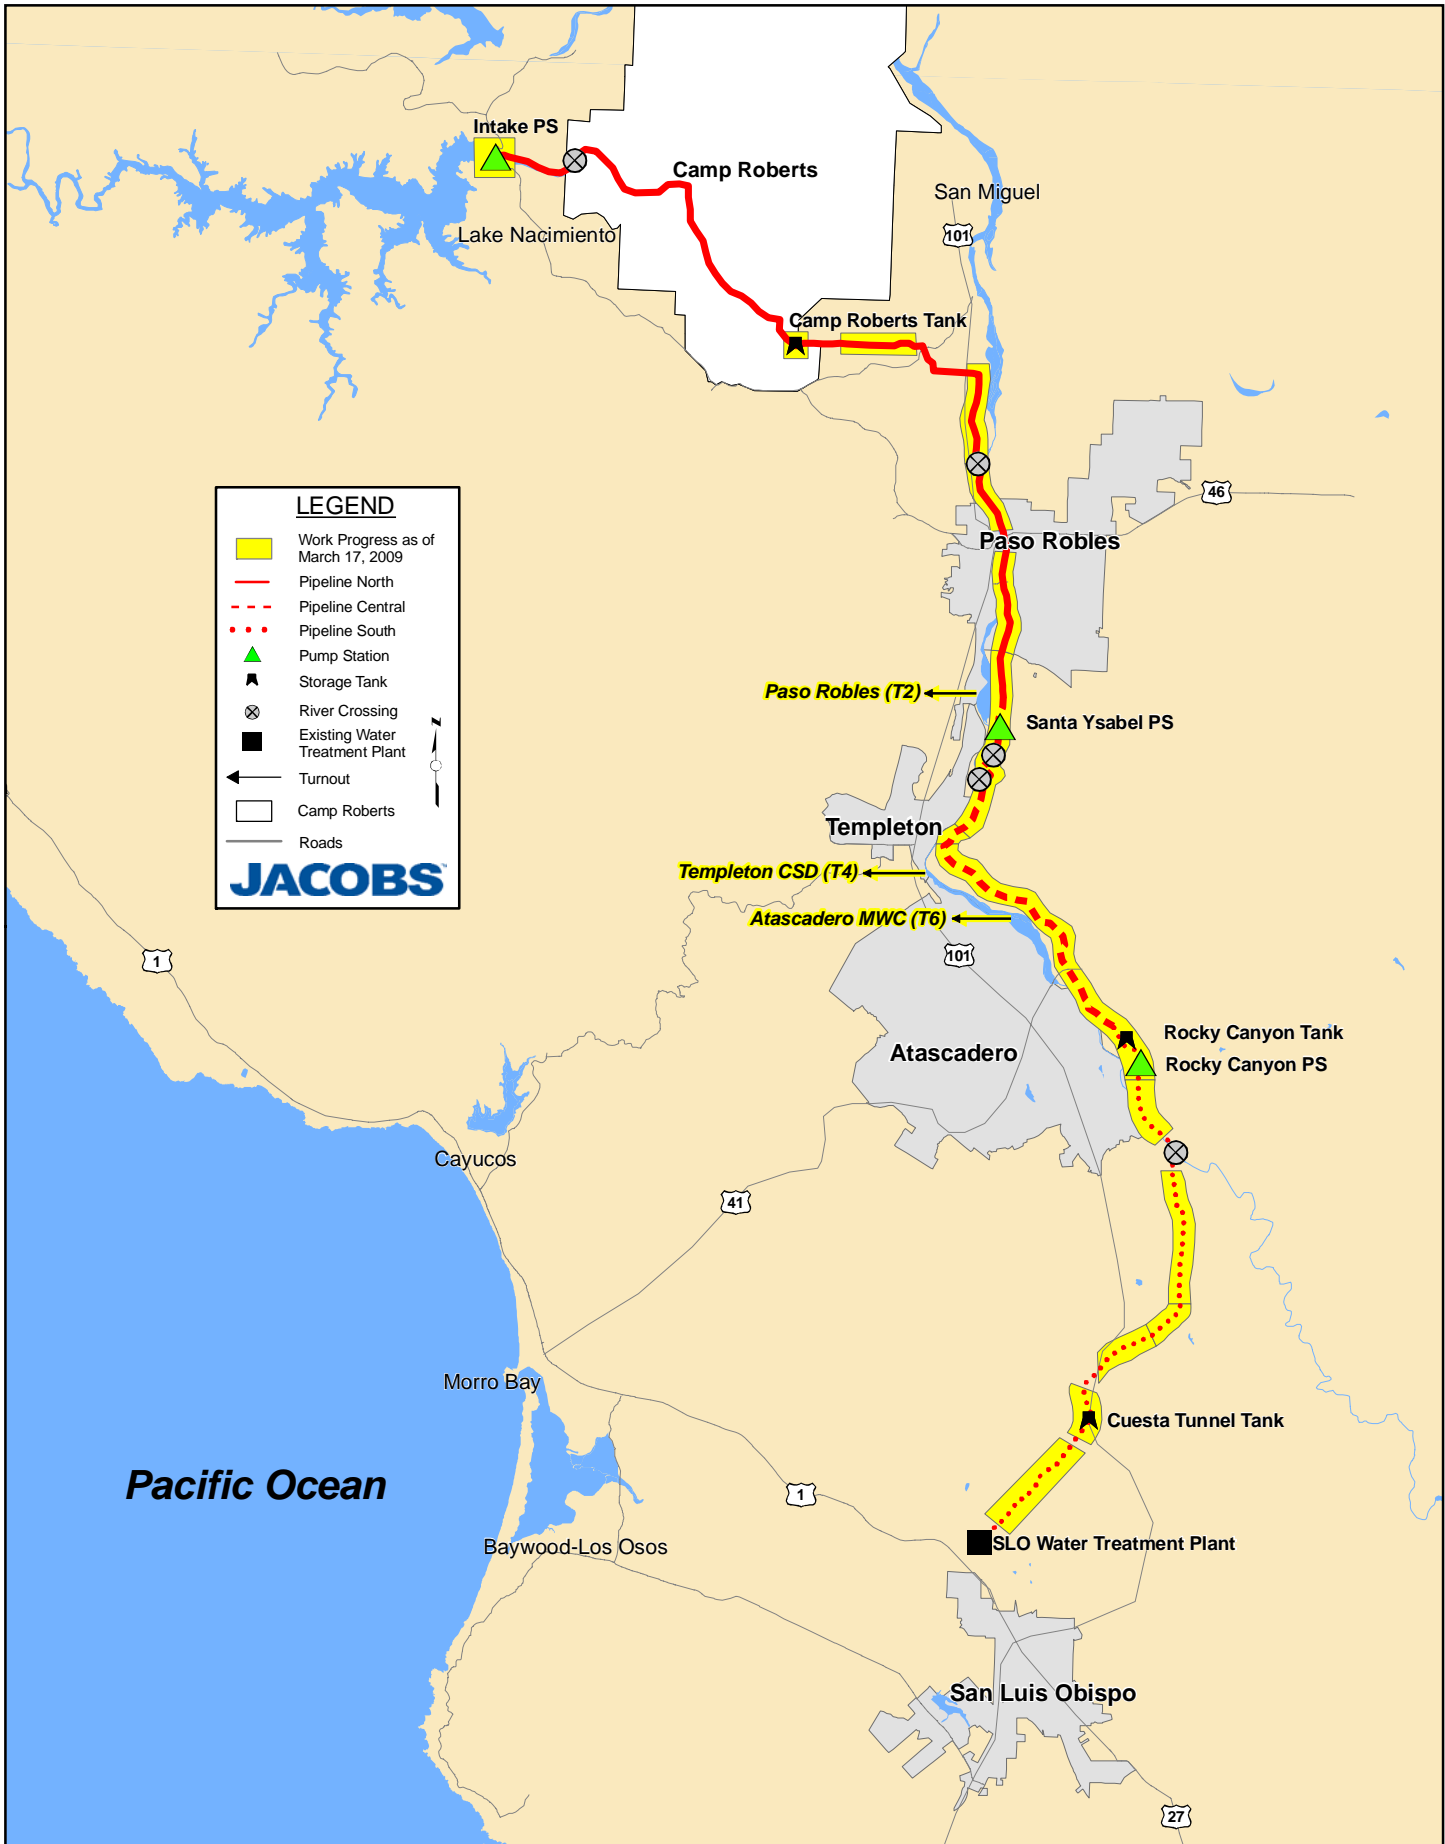 Intake PS
Camp Roberts
San Miguel
101
Lake Nacimiento
Camp Roberts Tank
46
Paso Robles
LEGEND
Work Progress as of
March 17, 2009
Pipeline North
Pipeline Central
Pipeline South
Pump Station
Storage Tank
River Crossing
Existing Water
Treatment Plant
Turnout
Camp Roberts
Roads
JACOBS
N
Paso Robles (T2)
Santa Ysabel PS
Templeton
Templeton CSD (T4)
Atascadero MWC (T6)
101
1
Rocky Canyon Tank
Atascadero
Rocky Canyon PS
Cayucos
41
Morro Bay
Cuesta Tunnel Tank
Pacific Ocean
1
SLO Water Treatment Plant
Baywood-Los Osos
San Luis Obispo
27